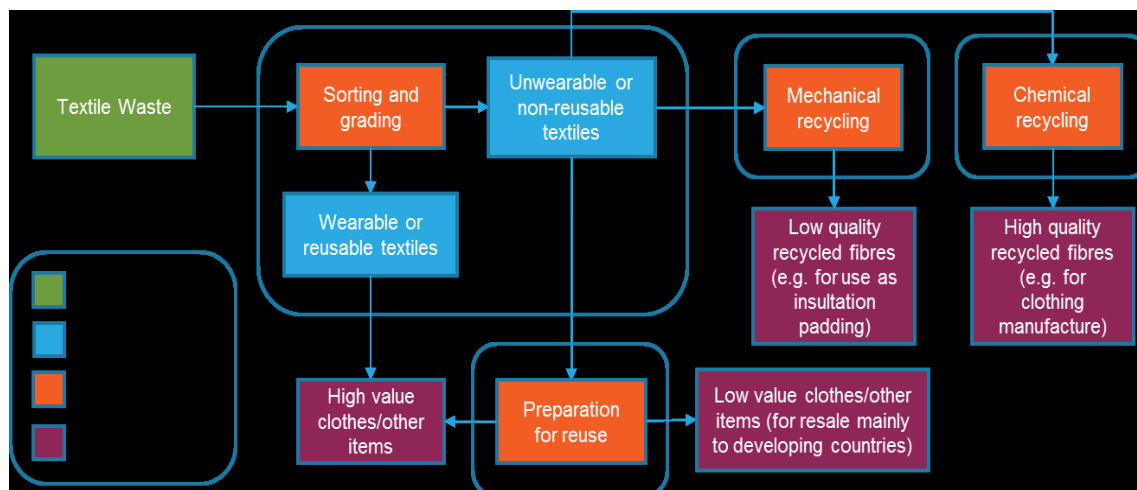 Textile Waste
Sorting and
grading
Unwearable or
non-reusable
textiles
Mechanical
recycling
Chemical
recycling
Wearable or
reusable textiles
Low quality
recycled fibres
(e.g. for use as
insultation
padding)
High quality
recycled fibres
(e.g. for
clothing
manufacture)
High value
clothes/other
items
Preparation
for reuse
Low value clothes/other
items (for resale mainly
to developing countries)